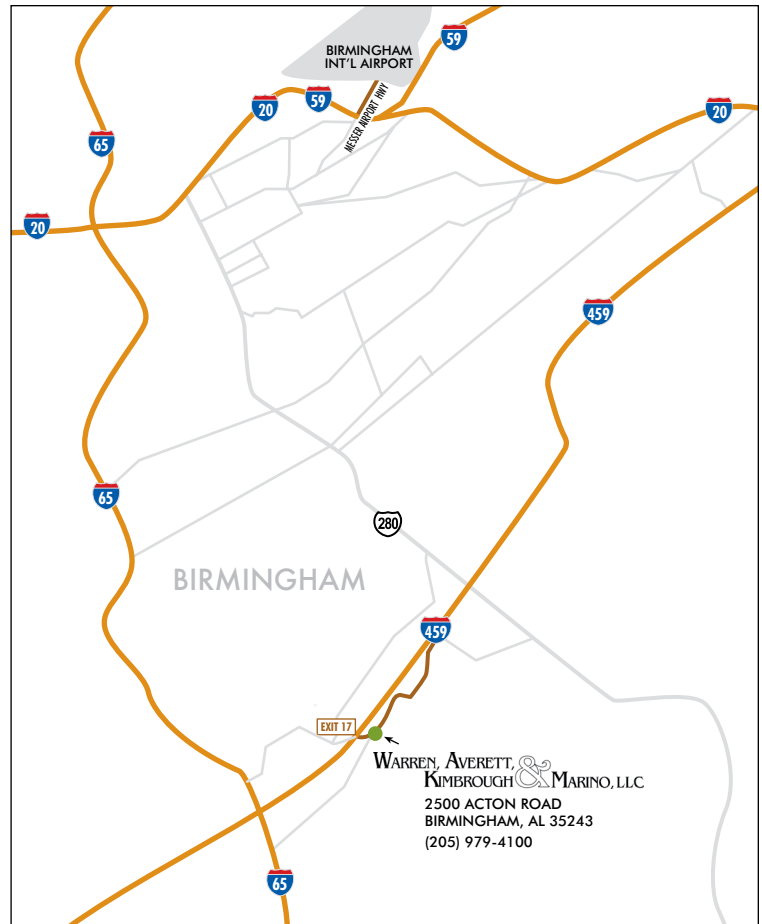 59
BIRMINGHAM
INT'L AIRPORT
59
20
20
MESSER AIRPORT HWY
65
20
459
65
280
BIRMINGHAM
459
EXIT 17
WARREN, AVERETT,
KIMBROUGH & MARINO, LLC
2500 ACTON ROAD
BIRMINGHAM, AL 35243
(205) 979-4100
65